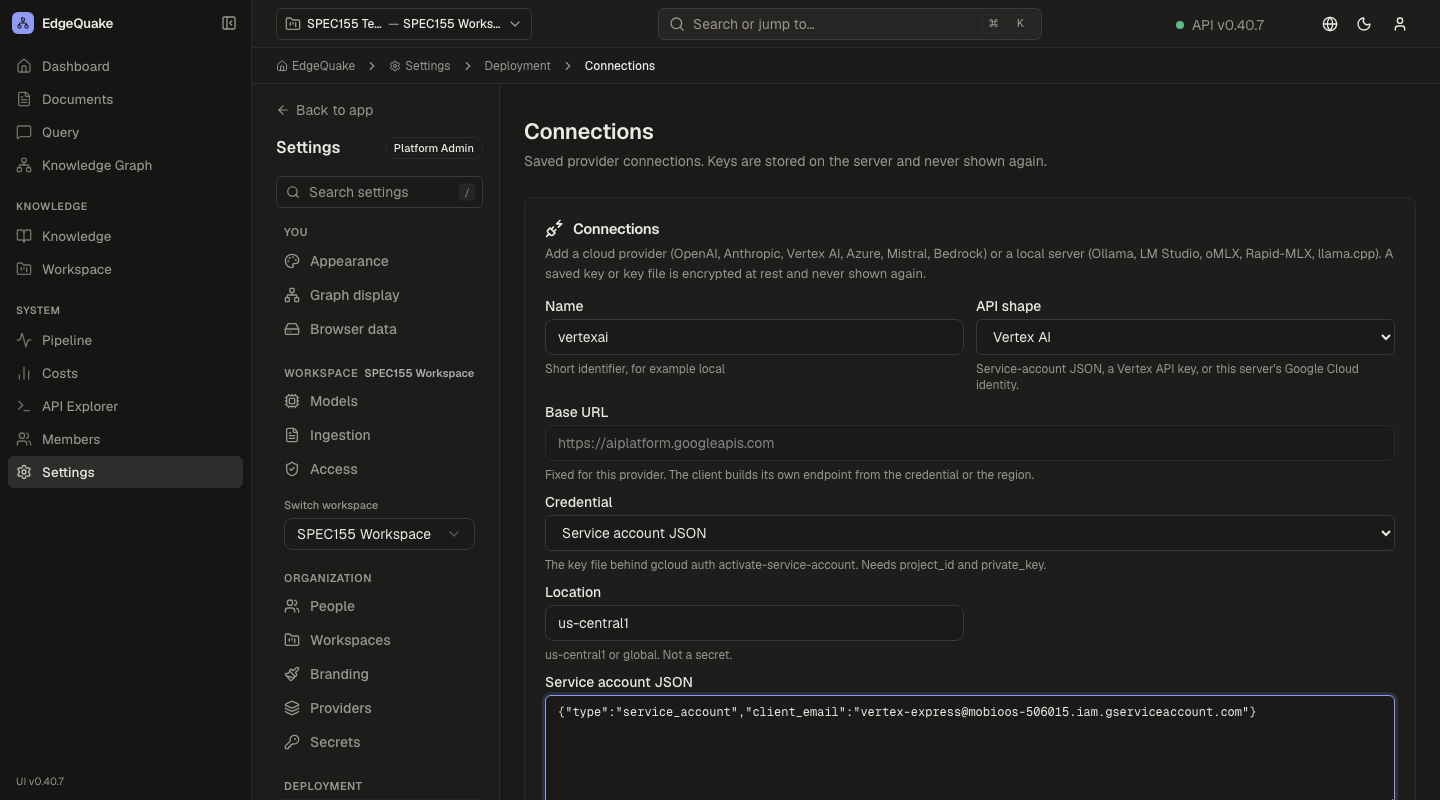 EdgeQuake
Dashboard
Documents
Query
Knowledge Graph
KNOWLEDGE
Knowledge
Workspace
SYSTEM
Pipeline
Costs
API Explorer
Members
Settings
UI v0.40.7
SPEC155 Te... — SPEC155 Works...
Search or jump to...
⌘ K
API v0.40.7
EdgeQuake > Settings > Deployment > Connections
Back to app
Settings
Platform Admin
Search settings
/
YOU
Appearance
Graph display
Browser data
WORKSPACE SPEC155 Workspace
Models
Ingestion
Access
Switch workspace
SPEC155 Workspace
ORGANIZATION
People
Workspaces
Branding
Providers
Secrets
DEPLOYMENT
Connections
Saved provider connections. Keys are stored on the server and never shown again.
Connections
Add a cloud provider (OpenAI, Anthropic, Vertex AI, Azure, Mistral, Bedrock) or a local server (Ollama, LM Studio, oMLX, Rapid-MLX, llama.cpp). A
saved key or key file is encrypted at rest and never shown again.
Name
vertexai
Short identifier, for example local
API shape
Vertex AI
Service-account JSON, a Vertex API key, or this server's Google Cloud
identity.
Base URL
https://aiplatform.googleapis.com
Fixed for this provider. The client builds its own endpoint from the credential or the region.
Credential
Service account JSON
The key file behind gcloud auth activate-service-account. Needs project_id and private_key.
Location
us-central1
us-central1 or global. Not a secret.
Service account JSON
{"type":"service_account","client_email":"vertex-express@mobioos-506015.iam.gserviceaccount.com"}